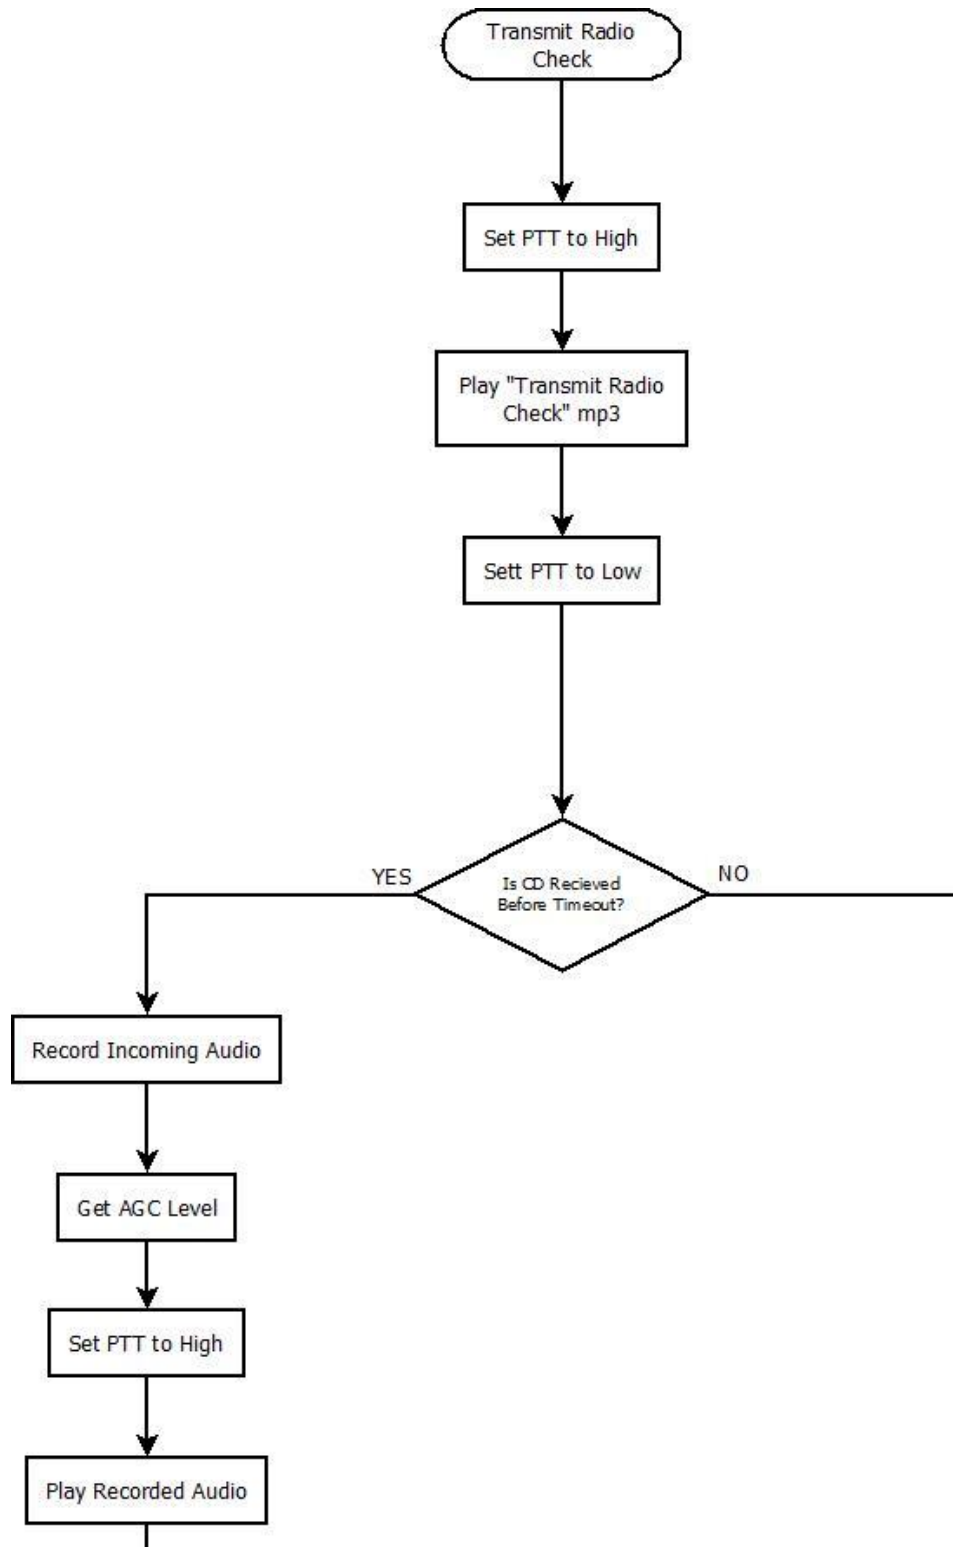 Transmit Radio
Check
Set PTT to High
Play "Transmit Radio
Check" mp3
Sett PTT to Low
YES
NO
Is CD Recieved
Before Timeout?
Record Incoming Audio
Get AGC Level
Set PTT to High
Play Recorded Audio